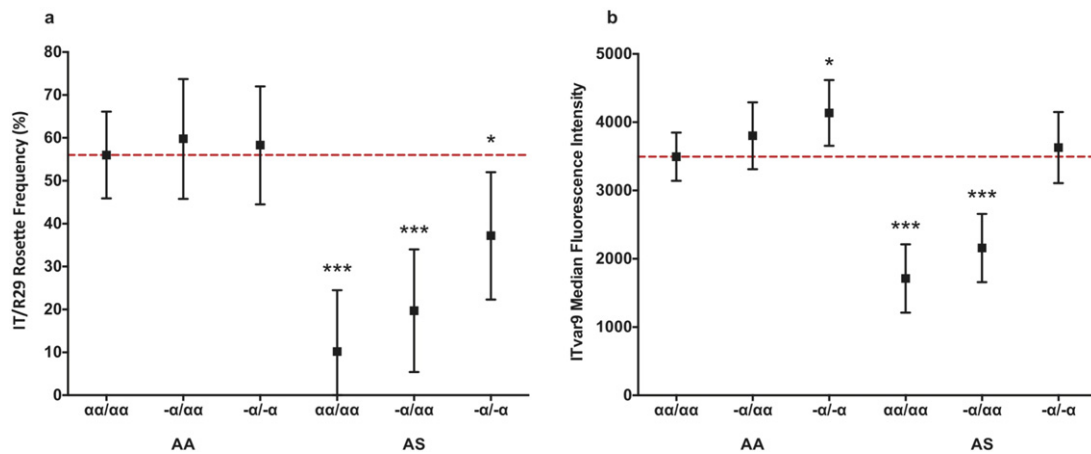 a
IT/R29 Rosette Frequency (%)
80
70
60
50
40
30
20
10
0
*
***
***
αα/αα -α/αα -α/-α αα/αα -α/αα -α/-α
AA AS
b
ITvar9 Median Fluorescence Intensity
5000
4000
3000
2000
1000
0
*
***
***
αα/αα -α/αα -α/-α αα/αα -α/αα -α/-α
AA AS